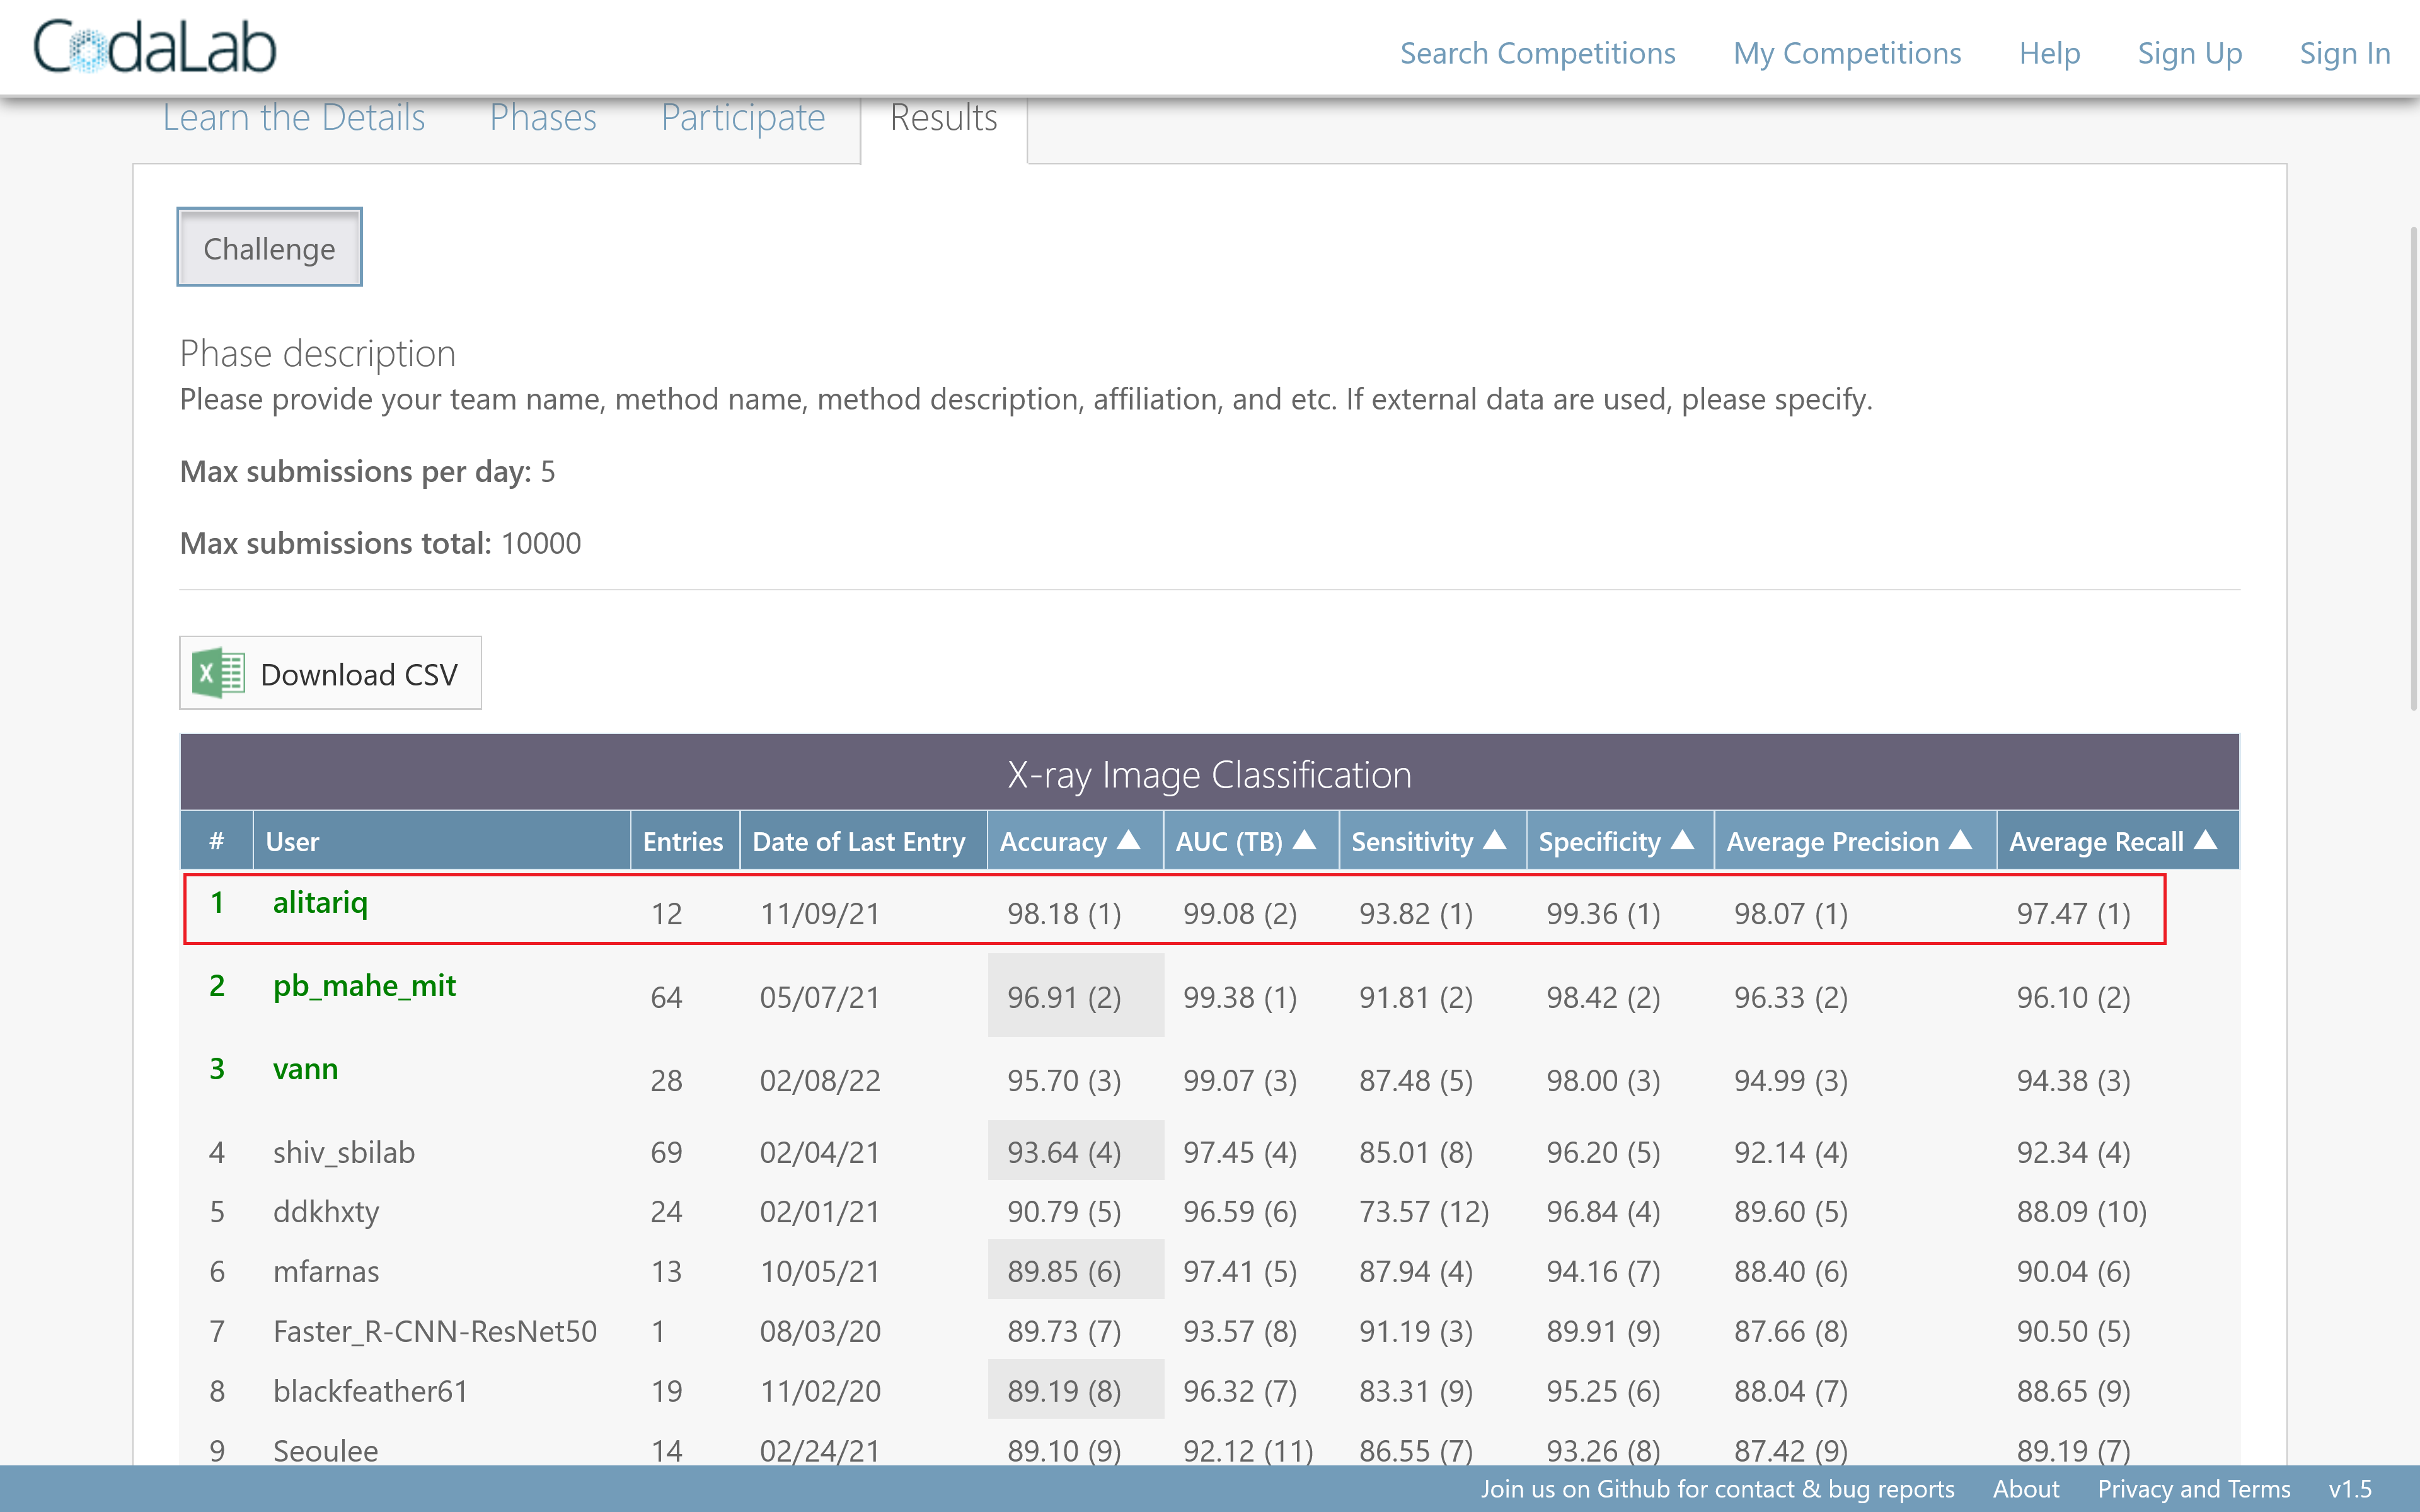 CodaLab
Search Competitions My Competitions Help Sign Up Sign In
Learn the Details Phases Participate Results
Challenge
Phase description
Please provide your team name, method name, method description, affiliation, and etc. If external data are used, please specify.
Max submissions per day: 5
Max submissions total: 10000
Download CSV
X-ray Image Classification
# User Entries Date of Last Entry Accuracy ▲ AUC (TB) ▲ Sensitivity ▲ Specificity ▲ Average Precision ▲ Average Recall ▲
1 alitariq 12 11/09/21 98.18 (1) 99.08 (2) 93.82 (1) 99.36 (1) 98.07 (1) 97.47 (1)
2 pb_mahe_mit 64 05/07/21 96.91 (2) 99.38 (1) 91.81 (2) 98.42 (2) 96.33 (2) 96.10 (2)
3 vann 28 02/08/22 95.70 (3) 99.07 (3) 87.48 (5) 98.00 (3) 94.99 (3) 94.38 (3)
4 shiv_sbilab 69 02/04/21 93.64 (4) 97.45 (4) 85.01 (8) 96.20 (5) 92.14 (4) 92.34 (4)
5 ddkhxty 24 02/01/21 90.79 (5) 96.59 (6) 73.57 (12) 96.84 (4) 89.60 (5) 88.09 (10)
6 mfarnas 13 10/05/21 89.85 (6) 97.41 (5) 87.94 (4) 94.16 (7) 88.40 (6) 90.04 (6)
7 Faster_R-CNN-ResNet50 1 08/03/20 89.73 (7) 93.57 (8) 91.19 (3) 89.91 (9) 87.66 (8) 90.50 (5)
8 blackfeather61 19 11/02/20 89.19 (8) 96.32 (7) 83.31 (9) 95.25 (6) 88.04 (7) 88.65 (9)
9 Seoulee 14 02/24/21 89.10 (9) 92.12 (11) 86.55 (7) 93.26 (8) 87.42 (9) 89.19 (7)
Join us on Github for contact & bug reports About Privacy and Terms v1.5